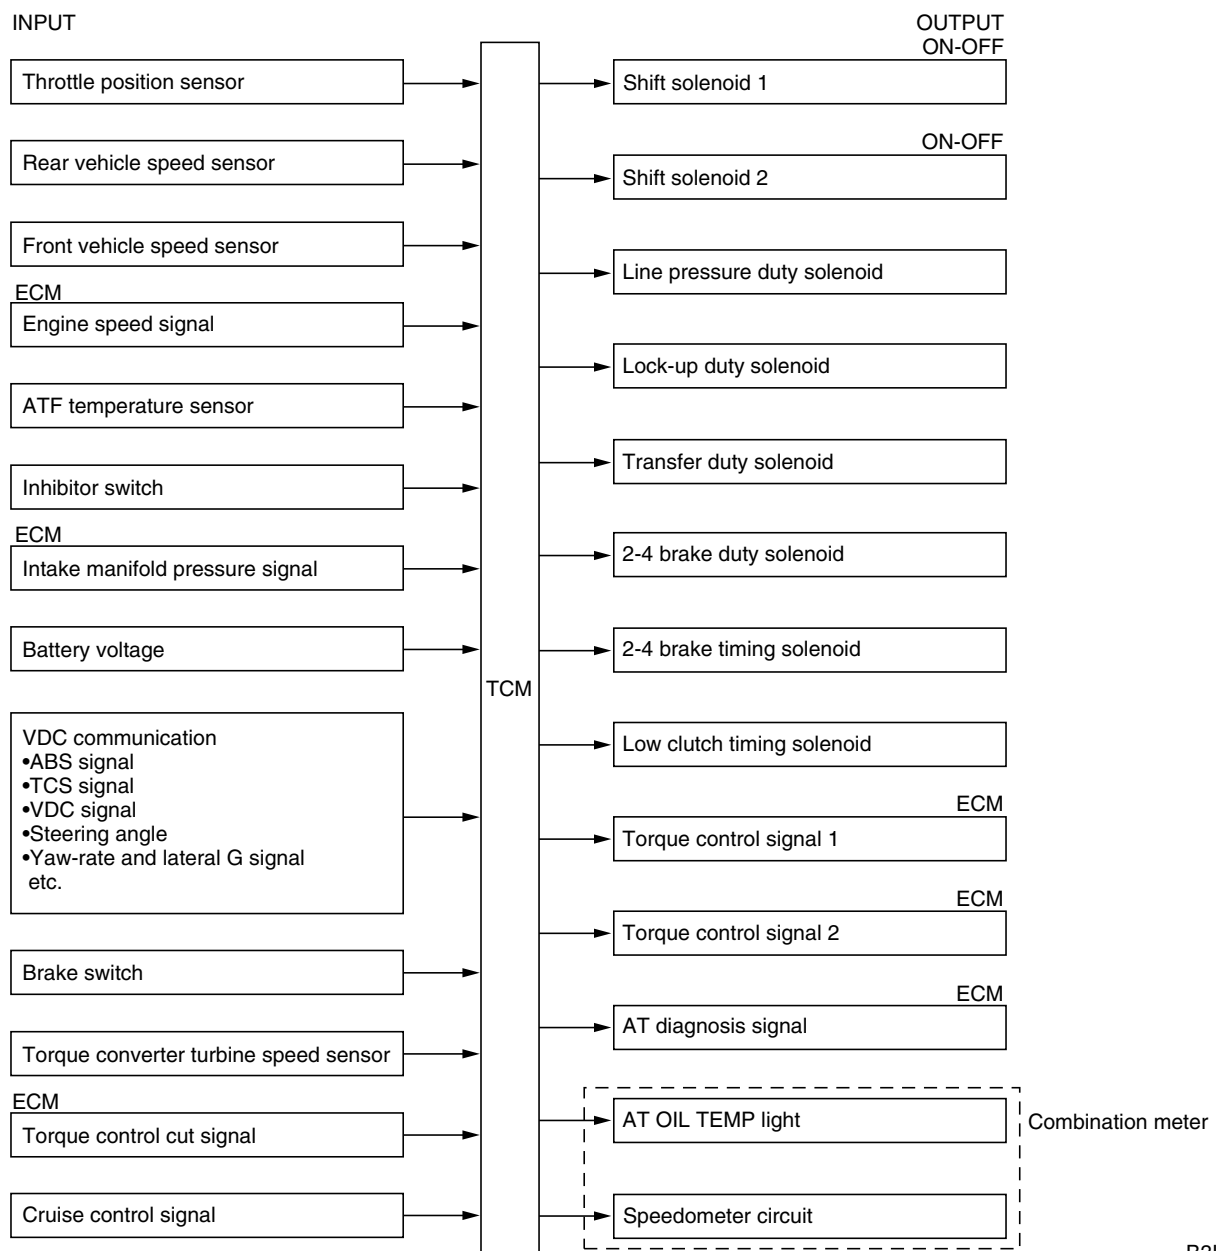 INPUT
OUTPUT
ON-OFF
Throttle position sensor
Shift solenoid 1
ON-OFF
Rear vehicle speed sensor
Shift solenoid 2
Front vehicle speed sensor
Line pressure duty solenoid
ECM
Engine speed signal
Lock-up duty solenoid
ATF temperature sensor
Transfer duty solenoid
Inhibitor switch
ECM
2-4 brake duty solenoid
Intake manifold pressure signal
Battery voltage
2-4 brake timing solenoid
TCM
VDC communication
•ABS signal
•TCS signal
•VDC signal
•Steering angle
•Yaw-rate and lateral G signal
etc.
Low clutch timing solenoid
ECM
Torque control signal 1
ECM
Torque control signal 2
Brake switch
ECM
AT diagnosis signal
Torque converter turbine speed sensor
ECM
Torque control cut signal
AT OIL TEMP light
Combination meter
Cruise control signal
Speedometer circuit